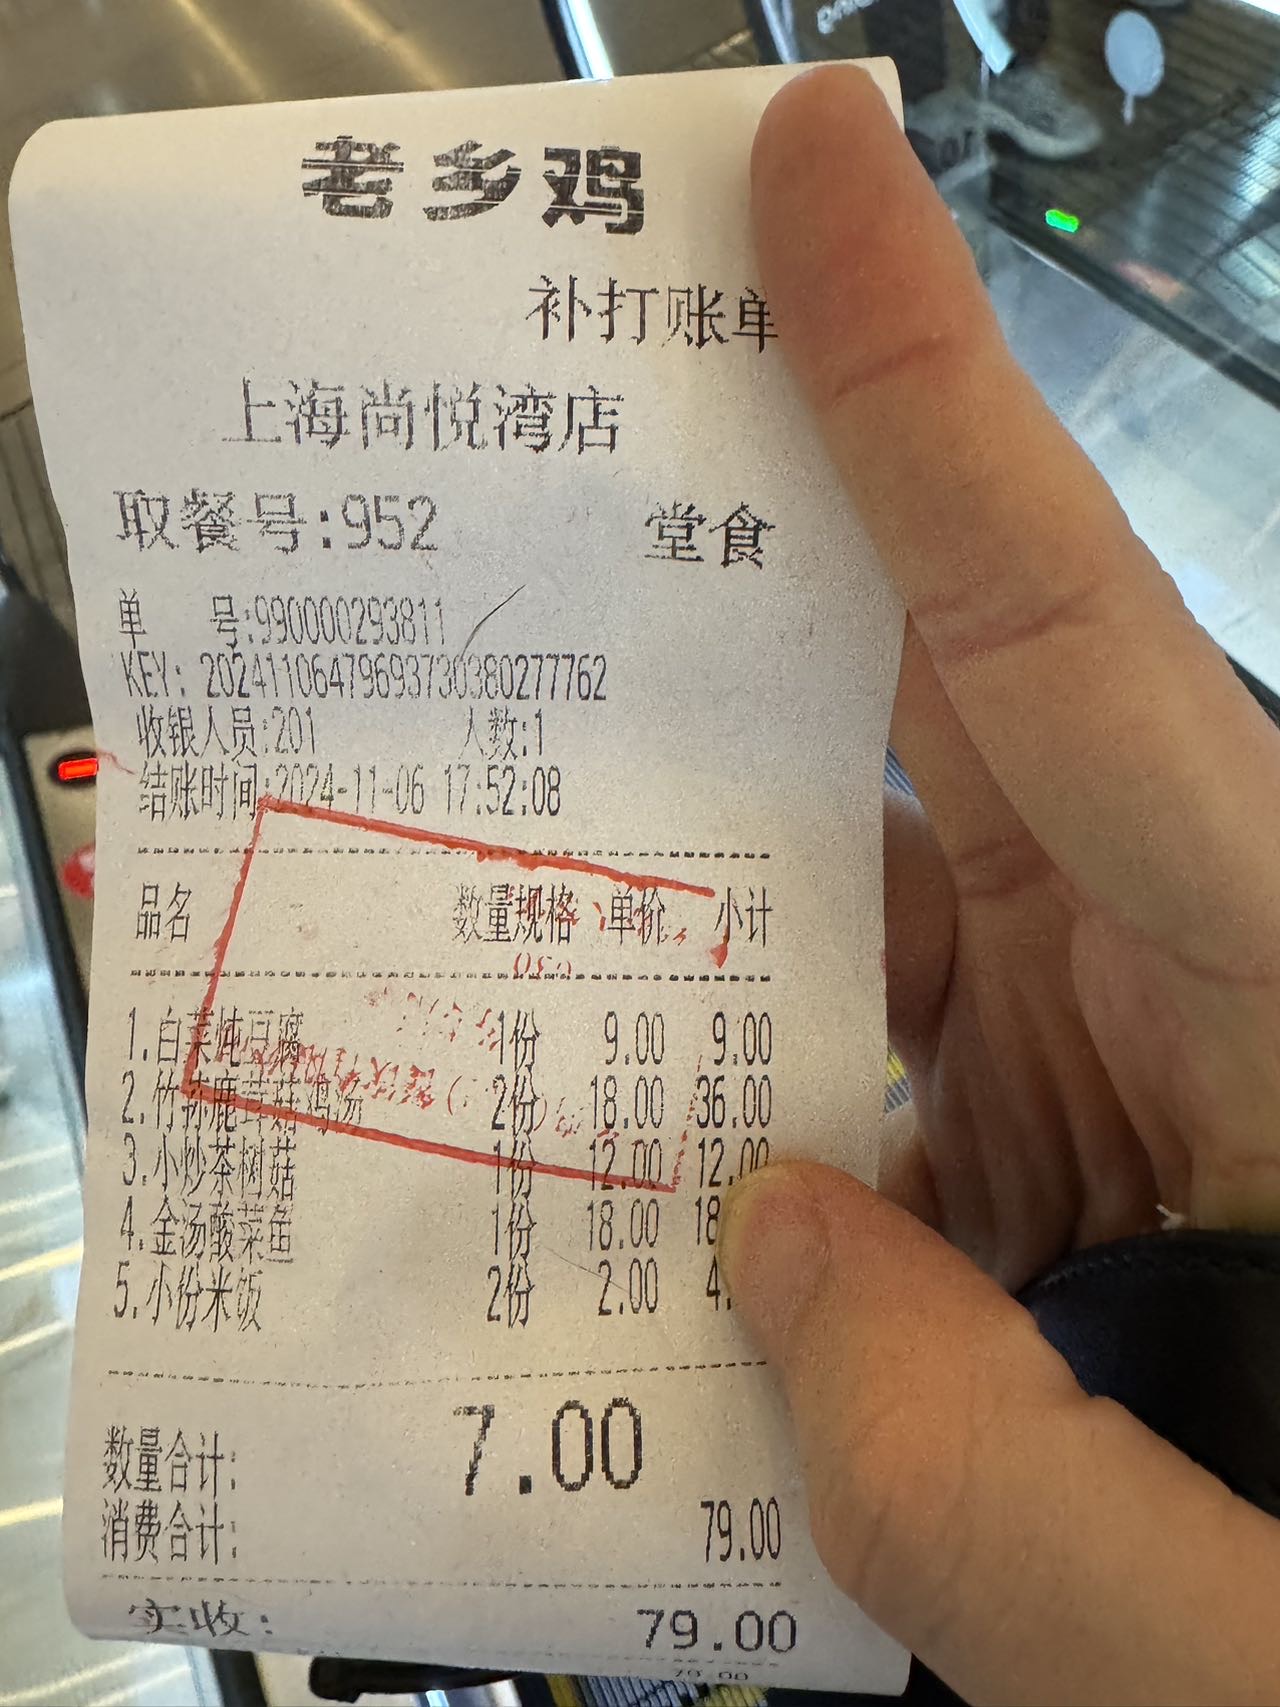 老乡鸡
补打账单
上海尚悦湾店
取餐号:952 堂食
单 号:990000293811
KEY: 20241106479693730380277762
收银人员:201 人数:1
结账时间:2024-11-06 17:52:08
品名 数量规格 单价 小计
1.白菜炖豆腐 1份 9.00 9.00
2.竹荪鹿茸菇鸡汤 2份 18.00 36.00
3.小炒茶树菇 1份 12.00 12.00
4.金汤酸菜鱼 1份 18.00 18
5.小份米饭 2份 2.00 4.
数量合计: 7.00
消费合计: 79.00
实收: 79.00
79.00